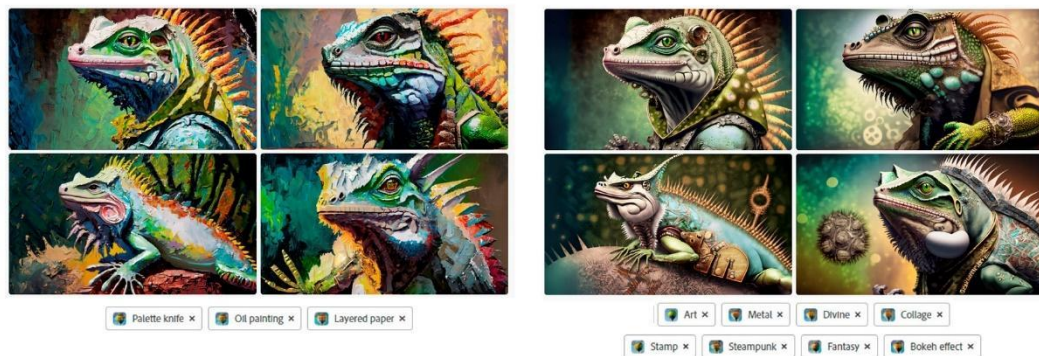 Palette knife × Oil painting × Layered paper ×
Art × Metal × Divine × Collage ×
Stamp × Steampunk × Fantasy × Bokeh effect ×